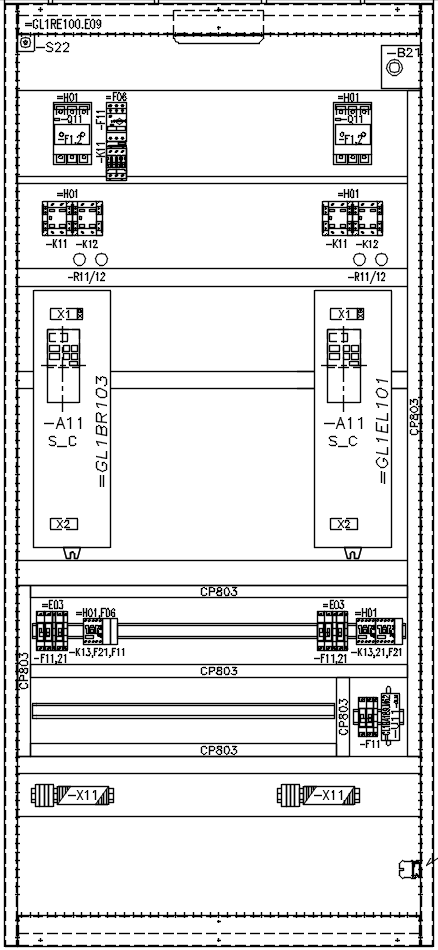 =GL1RE100.E09
-S22
-B21
=H01
=F06
=H01
-Q11
-F11
-Q11
-F1.2
-F1.2
-K11
=H01
=H01
-K11 -K12
-K11 -K12
-R11/12
-R11/12
X1
X1
-A11
S_C
=GL1BR103
-A11
S_C
=GL1EL101
CP803
X2
X2
CP803
=E03
=H01,F06
=E03
=H01
-F11,21
-K13,F21,F11
-F11,21
-K13,21,F21
CP803
CP803
CP803
-U11
-F11
CP803
-X11
-X11